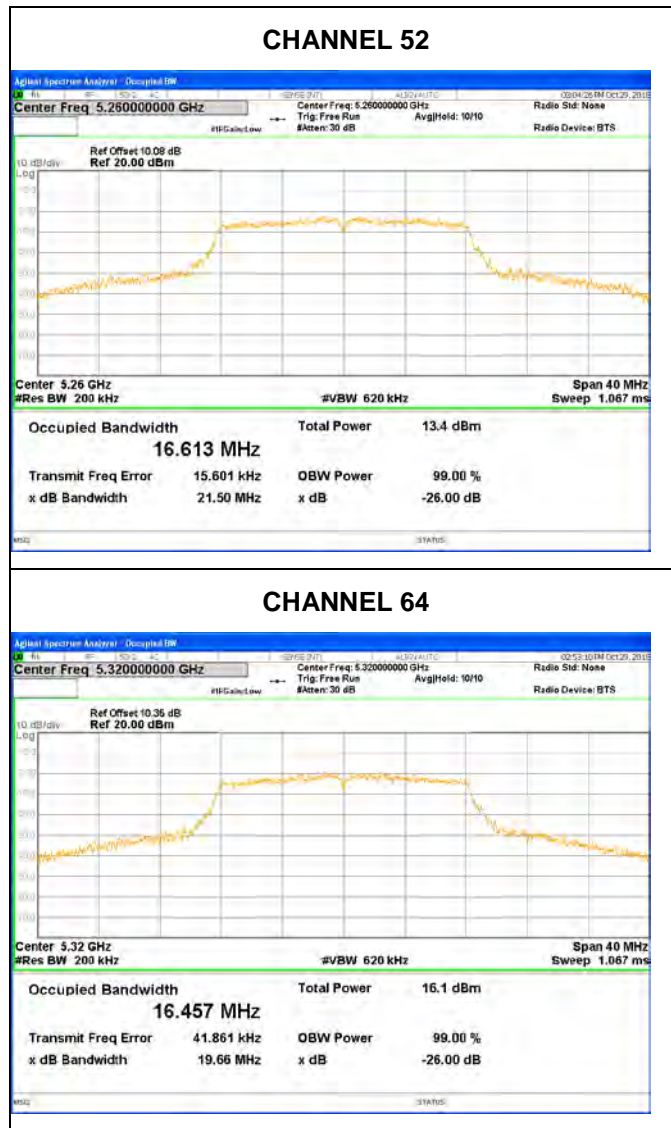 CHANNEL 52
Agilent Spectrum Analyzer - Occupied BW
Center Freq 5.260000000 GHz
Center Freq: 5.260000000 GHz
Radio Std: None
Trig: Free Run
Avg|Hold: 10/10
#IFGain:Low
#Atten: 30 dB
Radio Device: BTS
Ref Offset 10.08 dB
10 dB/div
Ref 20.00 dBm
Log
Center 5.26 GHz
Span 40 MHz
#Res BW 200 kHz
#VBW 620 kHz
Sweep 1.067 ms
Occupied Bandwidth
Total Power
13.4 dBm
16.613 MHz
Transmit Freq Error
15.601 kHz
OBW Power
99.00 %
x dB Bandwidth
21.50 MHz
x dB
-26.00 dB
MSG
STATUS
CHANNEL 64
Agilent Spectrum Analyzer - Occupied BW
Center Freq 5.320000000 GHz
Center Freq: 5.320000000 GHz
Radio Std: None
Trig: Free Run
Avg|Hold: 10/10
#IFGain:Low
#Atten: 30 dB
Radio Device: BTS
Ref Offset 10.35 dB
10 dB/div
Ref 20.00 dBm
Log
Center 5.32 GHz
Span 40 MHz
#Res BW 200 kHz
#VBW 620 kHz
Sweep 1.067 ms
Occupied Bandwidth
Total Power
16.1 dBm
16.457 MHz
Transmit Freq Error
41.861 kHz
OBW Power
99.00 %
x dB Bandwidth
19.66 MHz
x dB
-26.00 dB
MSG
STATUS